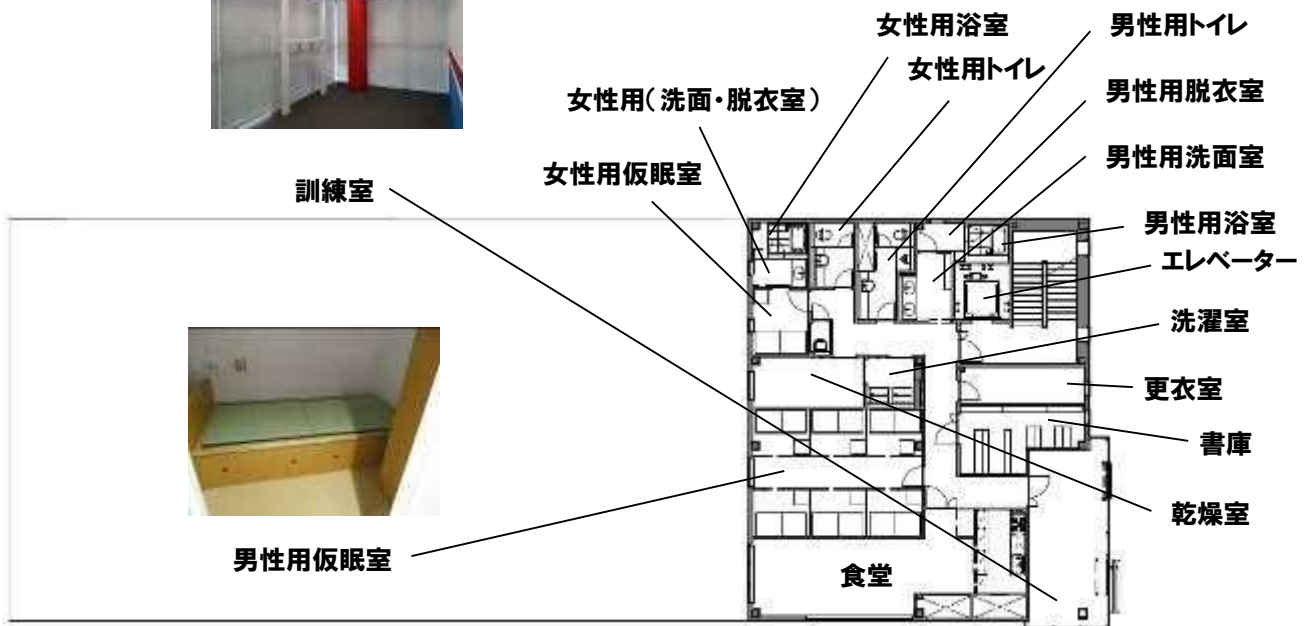 女性用浴室
男性用トイレ
女性用トイレ
女性用（洗面・脱衣室）
男性用脱衣室
女性用仮眠室
男性用洗面室
訓練室
男性用浴室
エレベーター
洗濯室
更衣室
書庫
乾燥室
男性用仮眠室
食堂